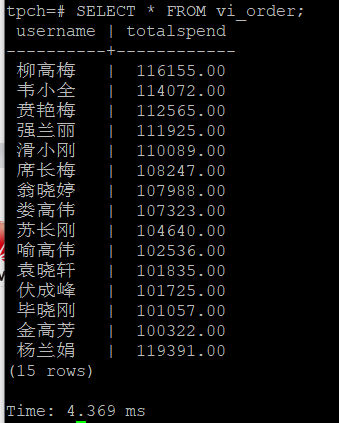 tpch=# SELECT * FROM vi_order;
 username | totalspend
----------+------------
 柳高梅   |  116155.00
 韦小全   |  114072.00
 贲艳梅   |  112565.00
 强兰丽   |  111925.00
 滑小刚   |  110089.00
 席长梅   |  108247.00
 翁晓婷   |  107988.00
 娄高伟   |  107323.00
 苏长刚   |  104640.00
 喻高伟   |  102536.00
 袁晓轩   |  101835.00
 伏成峰   |  101725.00
 毕晓刚   |  101057.00
 金高芳   |  100322.00
 杨兰娟   |  119391.00
(15 rows)
Time: 4.369 ms